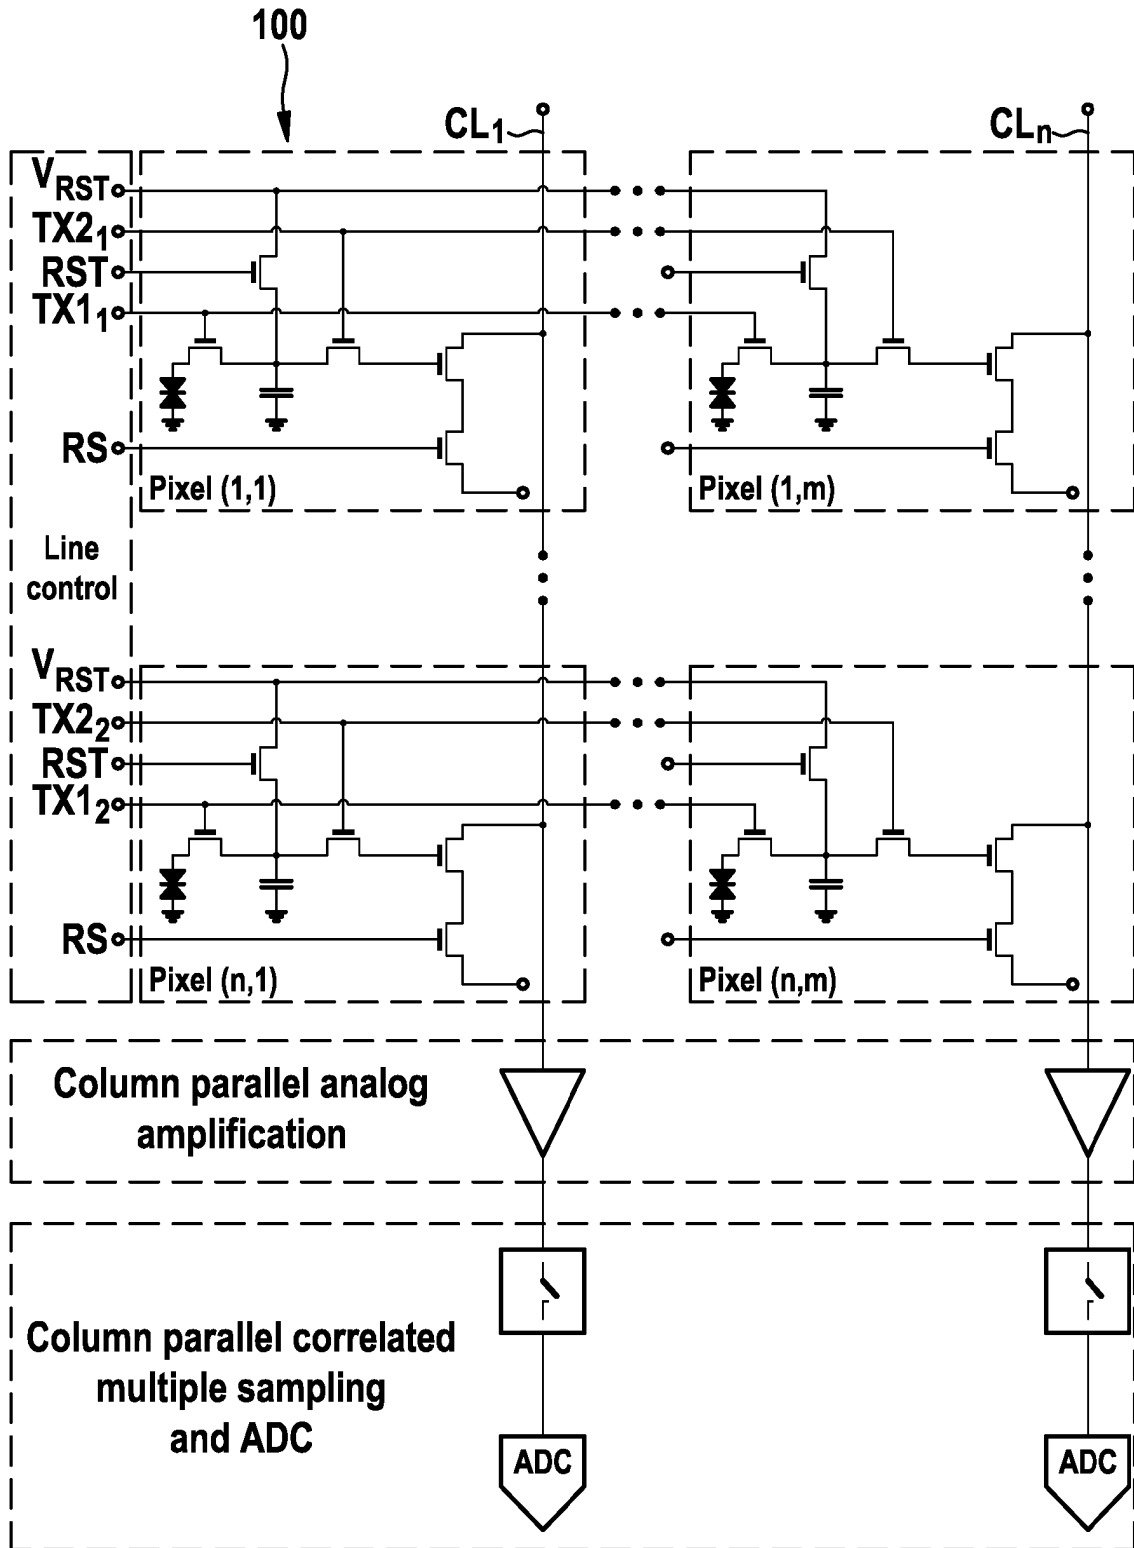 100
CL1
CLn
VRST
TX21
RST
TX11
RS
Pixel (1,1)
Pixel (1,m)
Line
control
VRST
TX22
RST
TX12
RS
Pixel (n,1)
Pixel (n,m)
Column parallel analog
amplification
Column parallel correlated
multiple sampling
and ADC
ADC
ADC